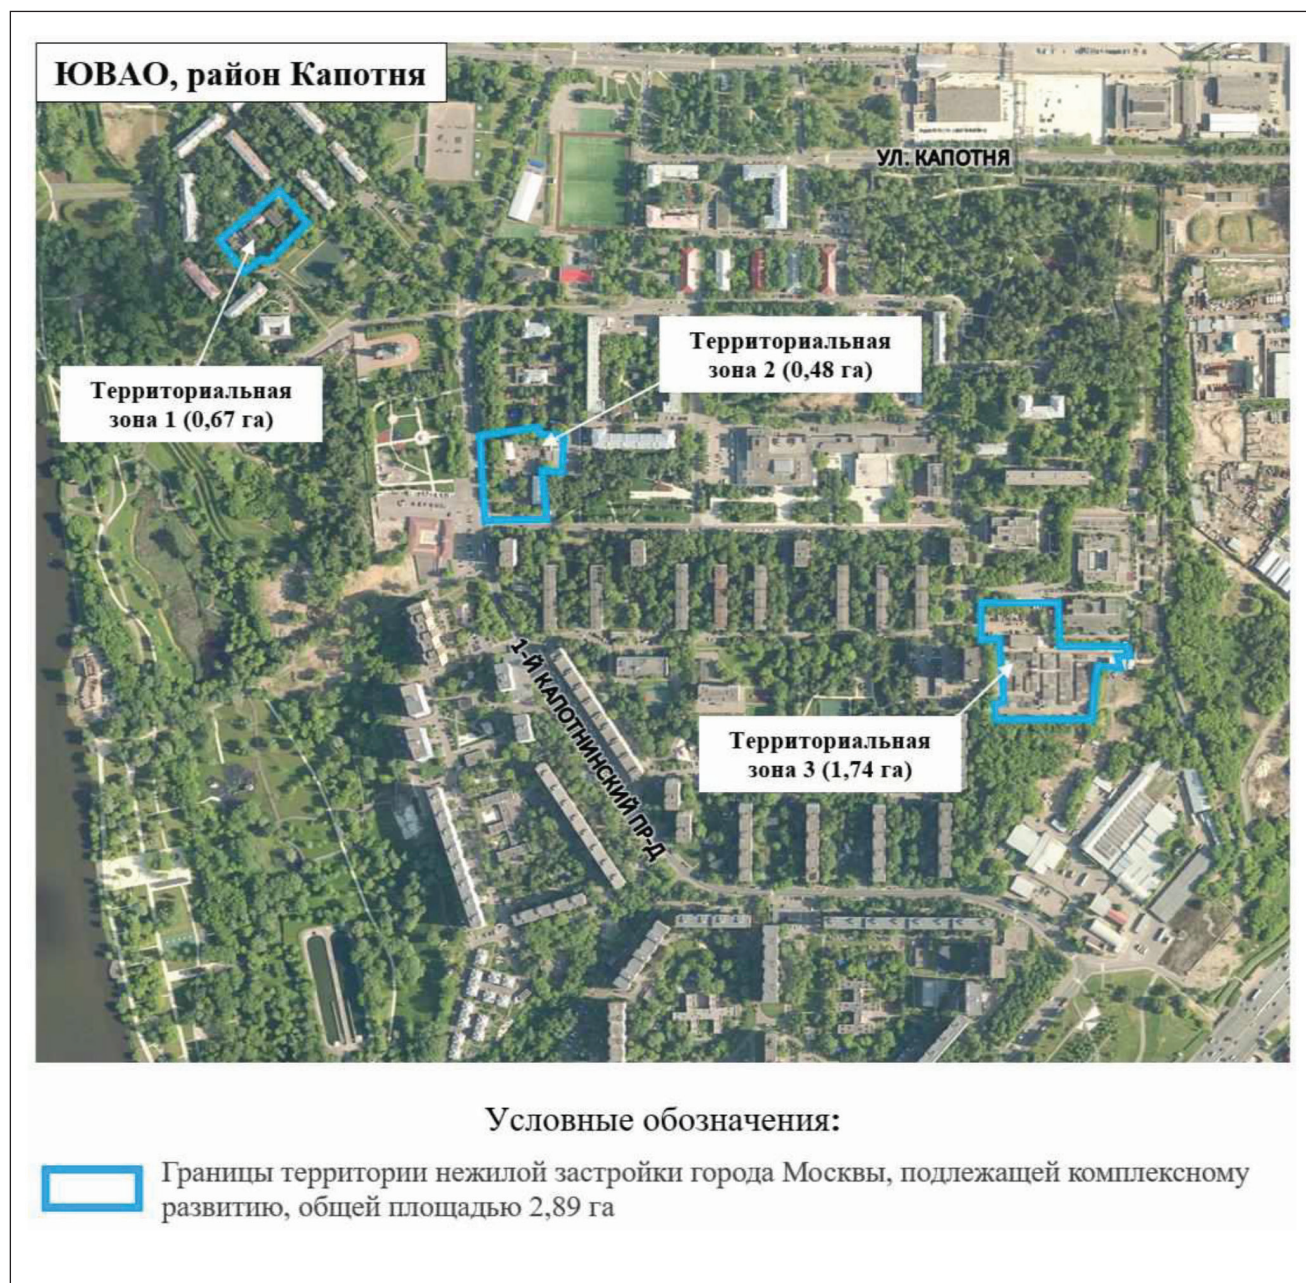 ЮВАО, район Капотня
УЛ. КАПОТНЯ
Территориальная
зона 2 (0,48 га)
Территориальная
зона 1 (0,67 га)
1-Й КАПОТНИНСКИЙ ПР-Д
Территориальная
зона 3 (1,74 га)
Условные обозначения:
Границы территории нежилой застройки города Москвы, подлежащей комплексному
развитию, общей площадью 2,89 га